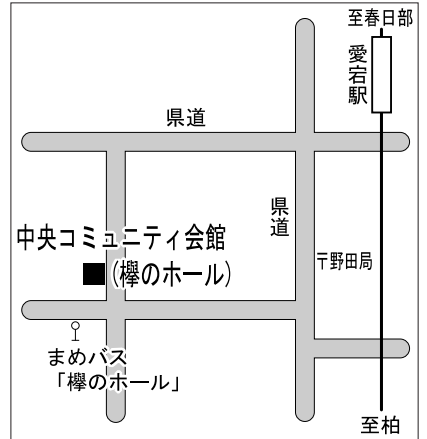 至春日部
愛宕駅
県道
県道
中央コミュニティ会館
(欅のホール)
〒野田局
まめバス
「欅のホール」
至柏